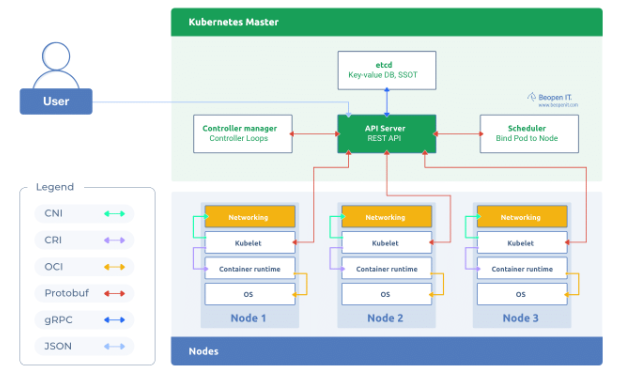 Kubernetes Master
etcd
Key-value DB, SSOT
Beopen IT.
www.beopenit.com
User
Controller manager
Controller Loops
API Server
REST API
Scheduler
Bind Pod to Node
Legend
CNI
CRI
OCI
Protobuf
gRPC
JSON
Networking
Kubelet
Container runtime
OS
Node 1
Networking
Kubelet
Container runtime
OS
Node 2
Networking
Kubelet
Container runtime
OS
Node 3
Nodes